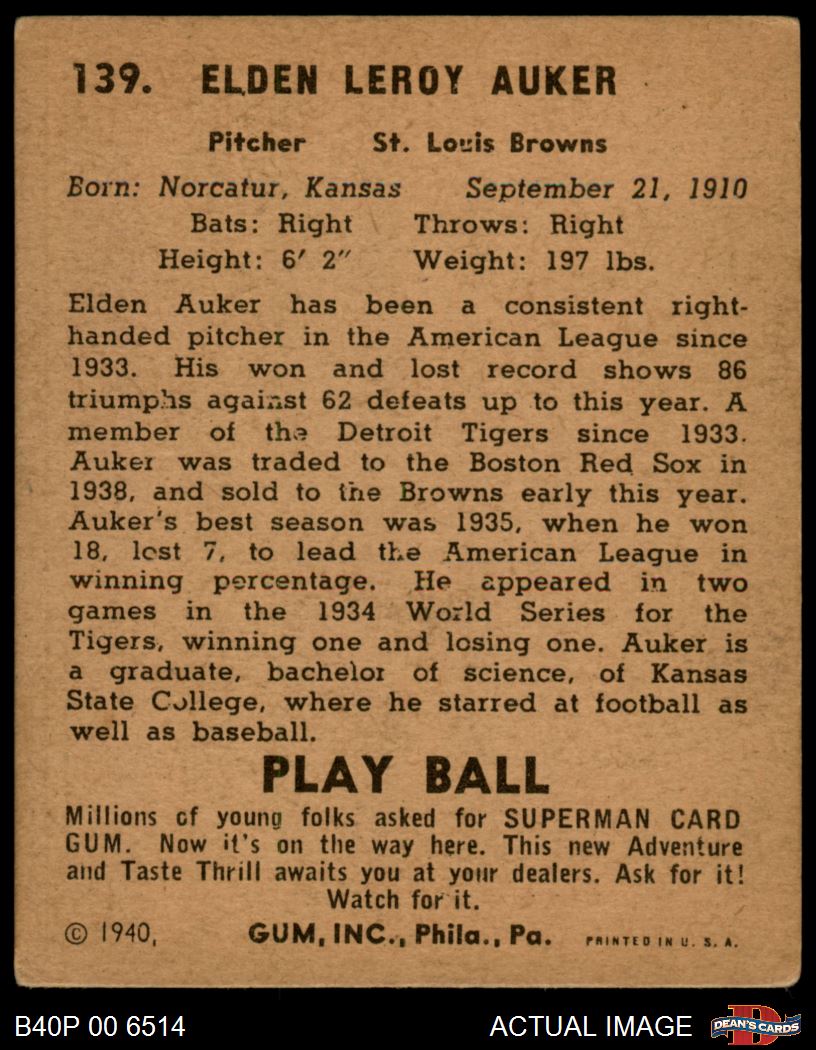 139. ELDEN LEROY AUKER
Pitcher St. Louis Browns
Born: Norcatur, Kansas September 21, 1910
Bats: Right Throws: Right
Height: 6′ 2″ Weight: 197 lbs.
Elden Auker has been a consistent right-
handed pitcher in the American League since
1933. His won and lost record shows 86
triumphs against 62 defeats up to this year. A
member of the Detroit Tigers since 1933.
Auker was traded to the Boston Red Sox in
1938, and sold to the Browns early this year.
Auker's best season was 1935, when he won
18, lost 7, to lead the American League in
winning percentage. He appeared in two
games in the 1934 World Series for the
Tigers, winning one and losing one. Auker is
a graduate, bachelor of science, of Kansas
State College, where he starred at football as
well as baseball.
PLAY BALL
Millions of young folks asked for SUPERMAN CARD
GUM. Now it's on the way here. This new Adventure
and Taste Thrill awaits you at your dealers. Ask for it!
Watch for it.
© 1940, GUM, INC., Phila., Pa. PRINTED IN U. S. A.
B40P 00 6514 ACTUAL IMAGE DEAN'S CARDS